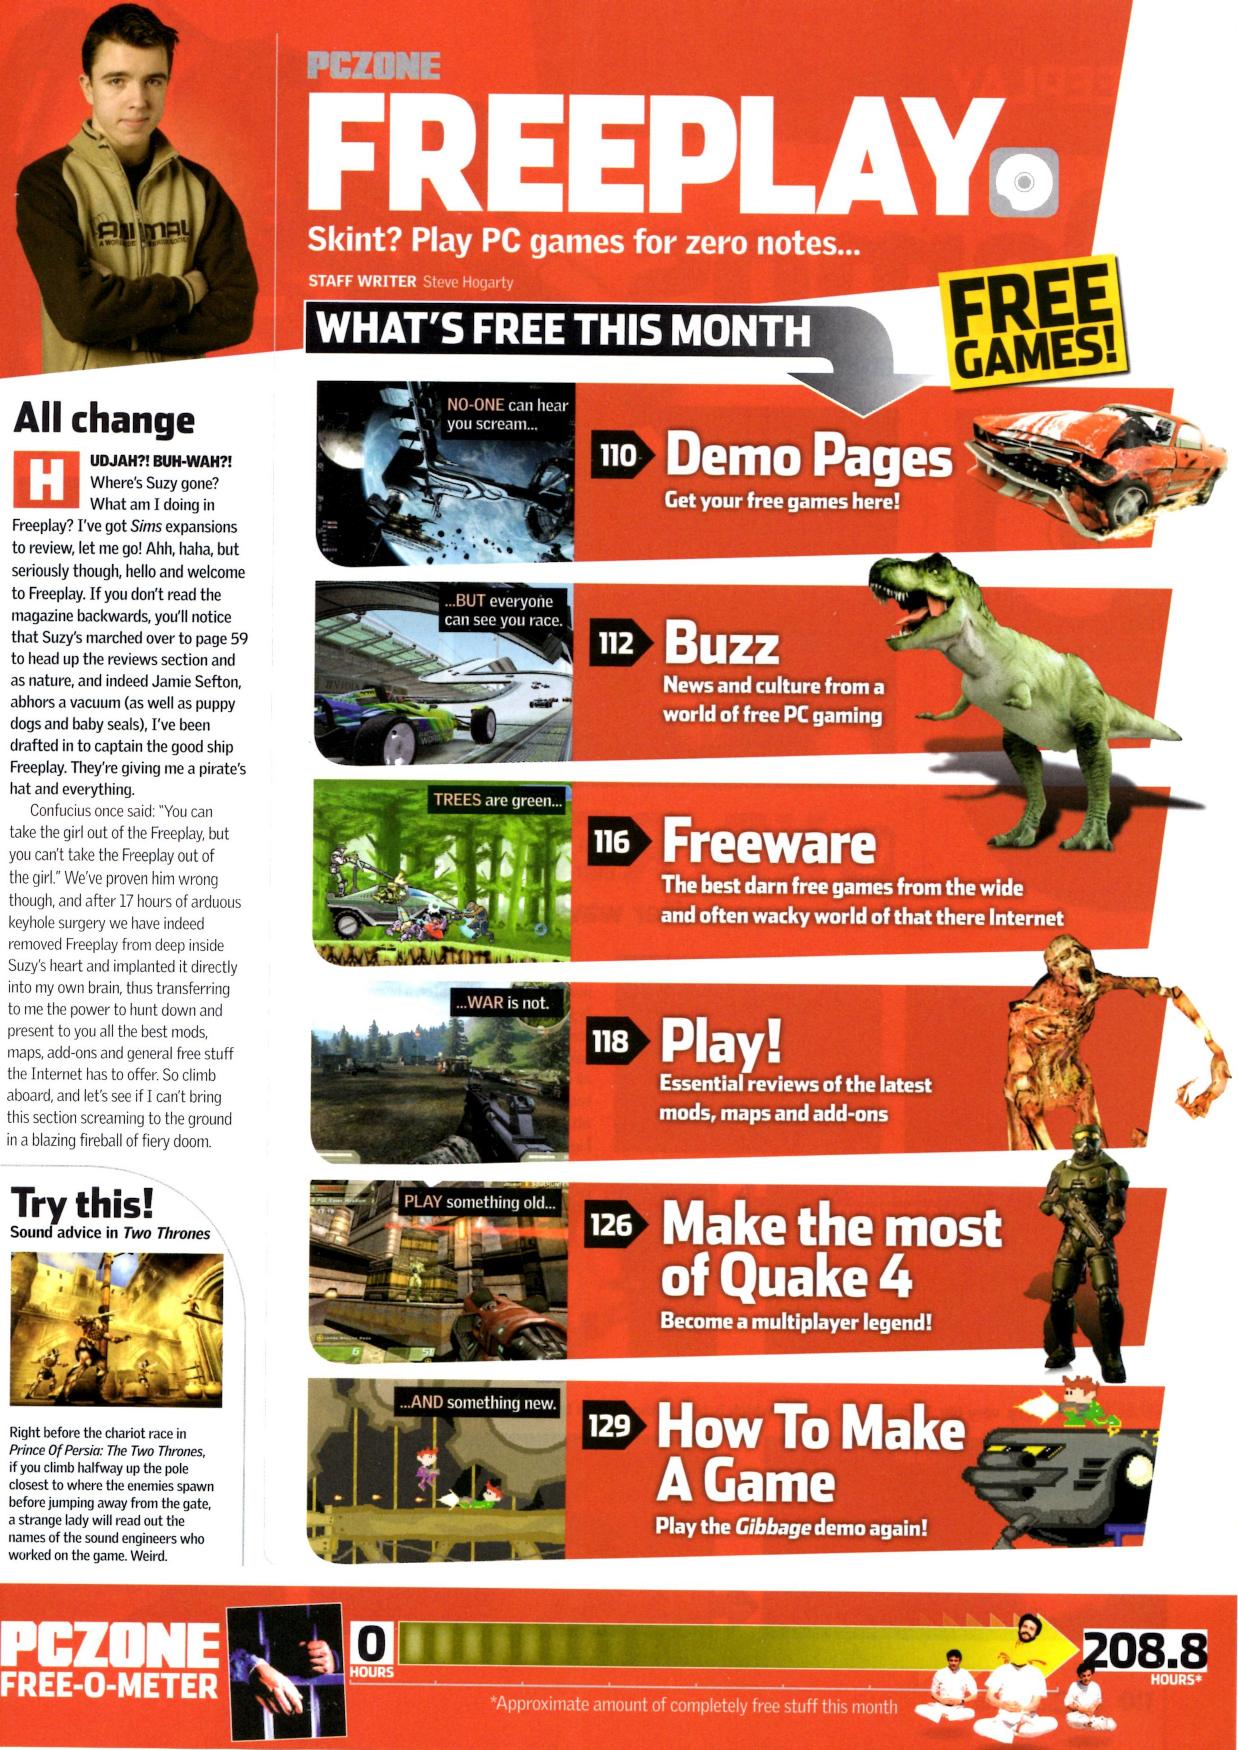 PCZONE
FREEPLAY
Skint? Play PC games for zero notes...
STAFF WRITER Steve Hogarty
WHAT'S FREE THIS MONTH
FREE
GAMES!
Animal
All change
HUDJAH?! BUH-WAH?!
Where's Suzy gone?
What am I doing in
Freeplay? I've got Sims expansions
to review, let me go! Ahh, haha, but
seriously though, hello and welcome
to Freeplay. If you don't read the
magazine backwards, you'll notice
that Suzy's marched over to page 59
to head up the reviews section and
as nature, and indeed Jamie Sefton,
abhors a vacuum (as well as puppy
dogs and baby seals), I've been
drafted in to captain the good ship
Freeplay. They're giving me a pirate's
hat and everything.
Confucius once said: "You can
take the girl out of the Freeplay, but
you can't take the Freeplay out of
the girl." We've proven him wrong
though, and after 17 hours of arduous
keyhole surgery we have indeed
removed Freeplay from deep inside
Suzy's heart and implanted it directly
into my own brain, thus transferring
to me the power to hunt down and
present to you all the best mods,
maps, add-ons and general free stuff
the Internet has to offer. So climb
aboard, and let's see if I can't bring
this section screaming to the ground
in a blazing fireball of fiery doom.
Try this!
Sound advice in Two Thrones
Right before the chariot race in
Prince Of Persia: The Two Thrones,
if you climb halfway up the pole
closest to where the enemies spawn
before jumping away from the gate,
a strange lady will read out the
names of the sound engineers who
worked on the game. Weird.
NO-ONE can hear
you scream...
110
Demo Pages
Get your free games here!
...BUT everyone
can see you race.
112
Buzz
News and culture from a
world of free PC gaming
TREES are green...
116
Freeware
The best darn free games from the wide
and often wacky world of that there Internet
...WAR is not.
118
Play!
Essential reviews of the latest
mods, maps and add-ons
PLAY something old...
126
Make the most
of Quake 4
Become a multiplayer legend!
...AND something new.
129
How To Make
A Game
Play the Gibbage demo again!
PCZONE
FREE-O-METER
0
HOURS
208.8
HOURS*
*Approximate amount of completely free stuff this month